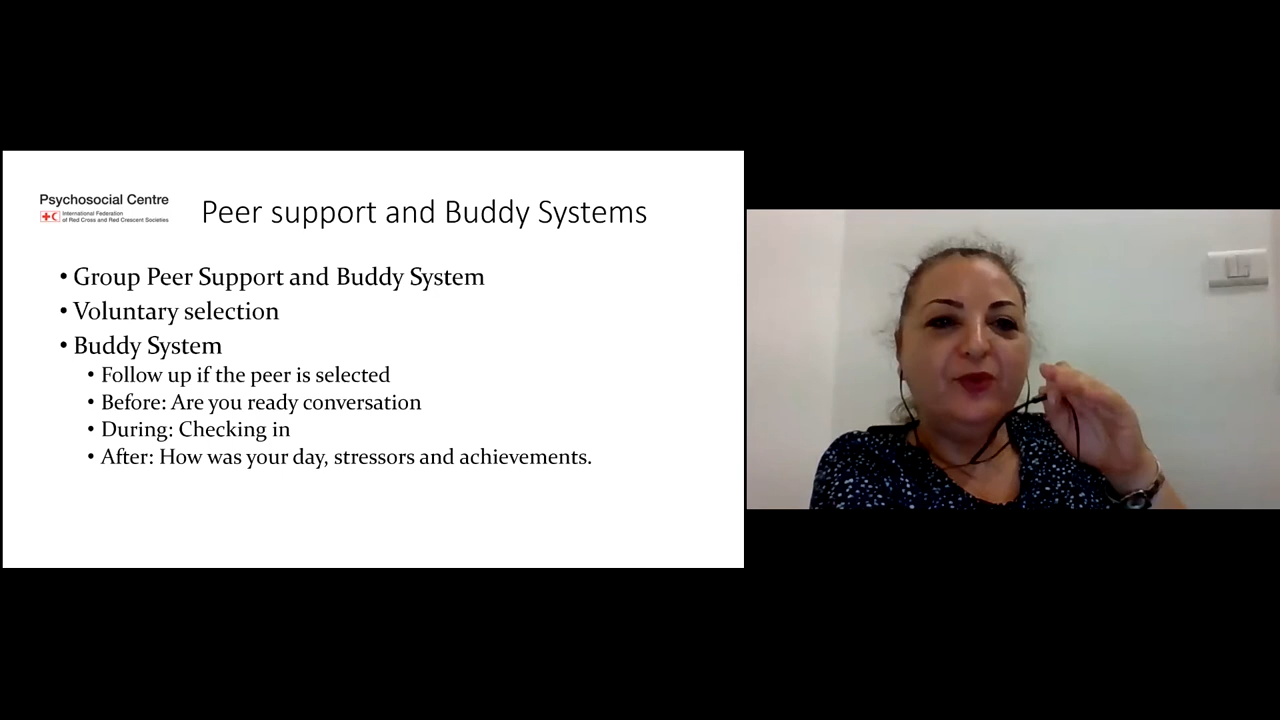 Psychosocial Centre
International Federation
of Red Cross and Red Crescent Societies
Peer support and Buddy Systems
• Group Peer Support and Buddy System
• Voluntary selection
• Buddy System
• Follow up if the peer is selected
• Before: Are you ready conversation
• During: Checking in
• After: How was your day, stressors and achievements.